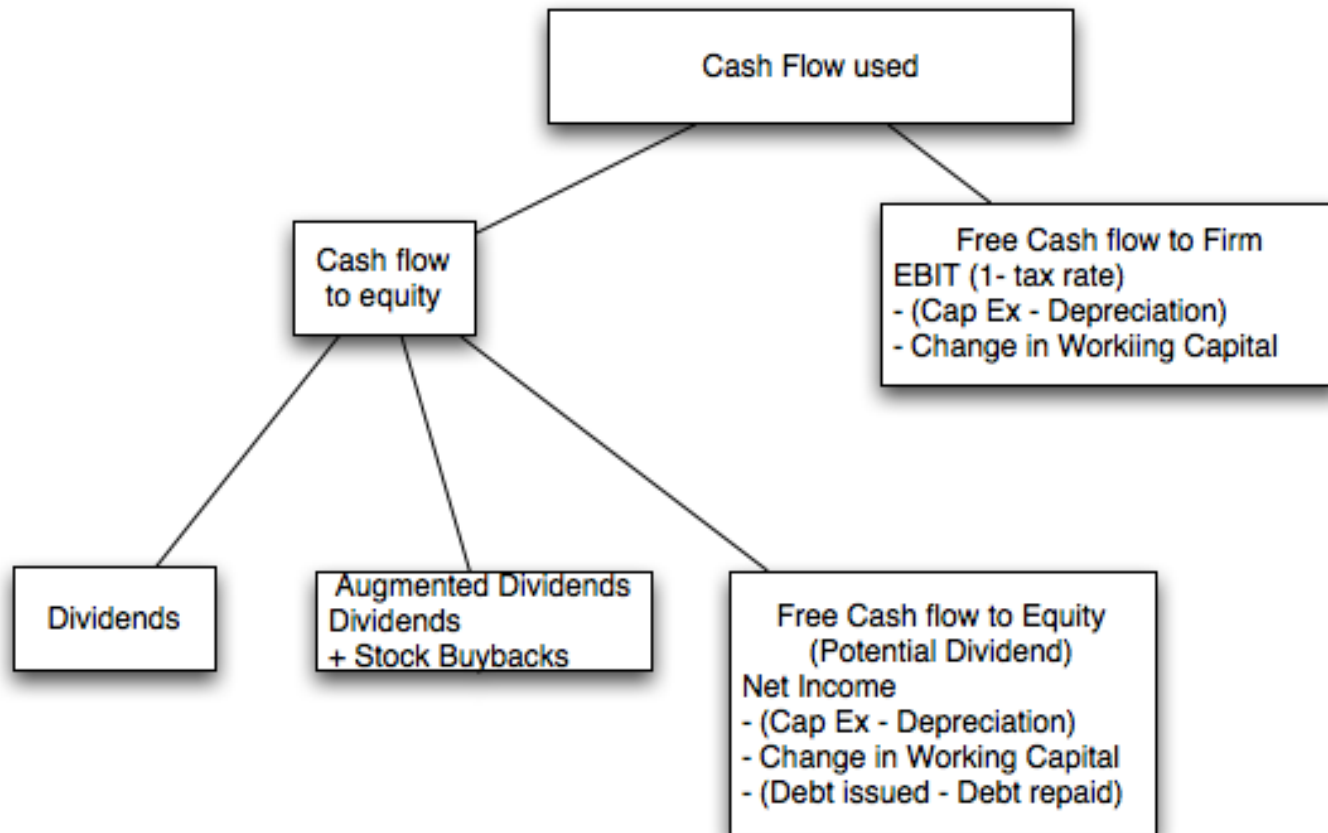 Cash Flow used
Cash flow
to equity
Free Cash flow to Firm
EBIT (1- tax rate)
- (Cap Ex - Depreciation)
- Change in Workiing Capital
Dividends
Augmented Dividends
Dividends
+ Stock Buybacks
Free Cash flow to Equity
(Potential Dividend)
Net Income
- (Cap Ex - Depreciation)
- Change in Working Capital
- (Debt issued - Debt repaid)